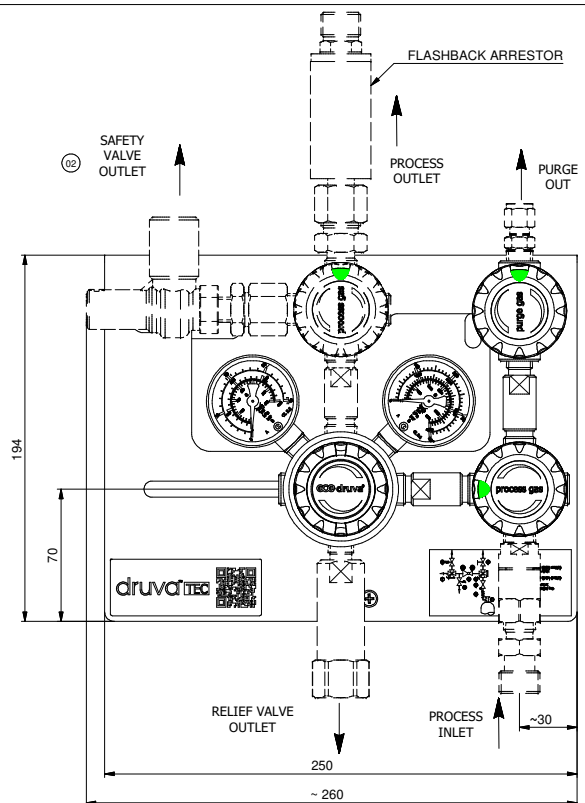 FLASHBACK ARRESTOR
02
SAFETY
VALVE
OUTLET
PROCESS
OUTLET
PURGE
OUT
process gas
purge gas
194
70
druva
process gas
druva TEC
RELIEF VALVE
OUTLET
PROCESS
INLET
~30
250
~ 260